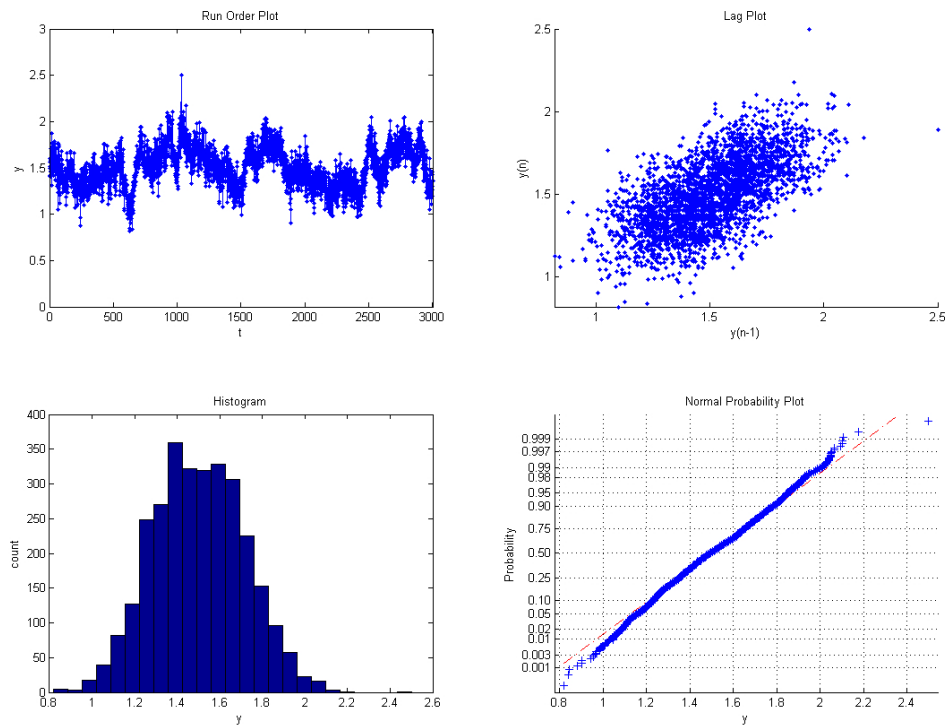 Run Order Plot
3
2.5
2
1.5
1
0.5
0
y
0 500 1000 1500 2000 2500 3000
t
Lag Plot
2.5
2
1.5
1
y(n)
1 1.5 2 2.5
y(n-1)
Histogram
400
350
300
250
200
150
100
50
0
count
0.8 1 1.2 1.4 1.6 1.8 2 2.2 2.4 2.6
y
Normal Probability Plot
0.999
0.997
0.99
0.98
0.95
0.90
0.75
0.50
0.25
0.10
0.05
0.02
0.01
0.003
0.001
Probability
0.8 1 1.2 1.4 1.6 1.8 2 2.2 2.4
y